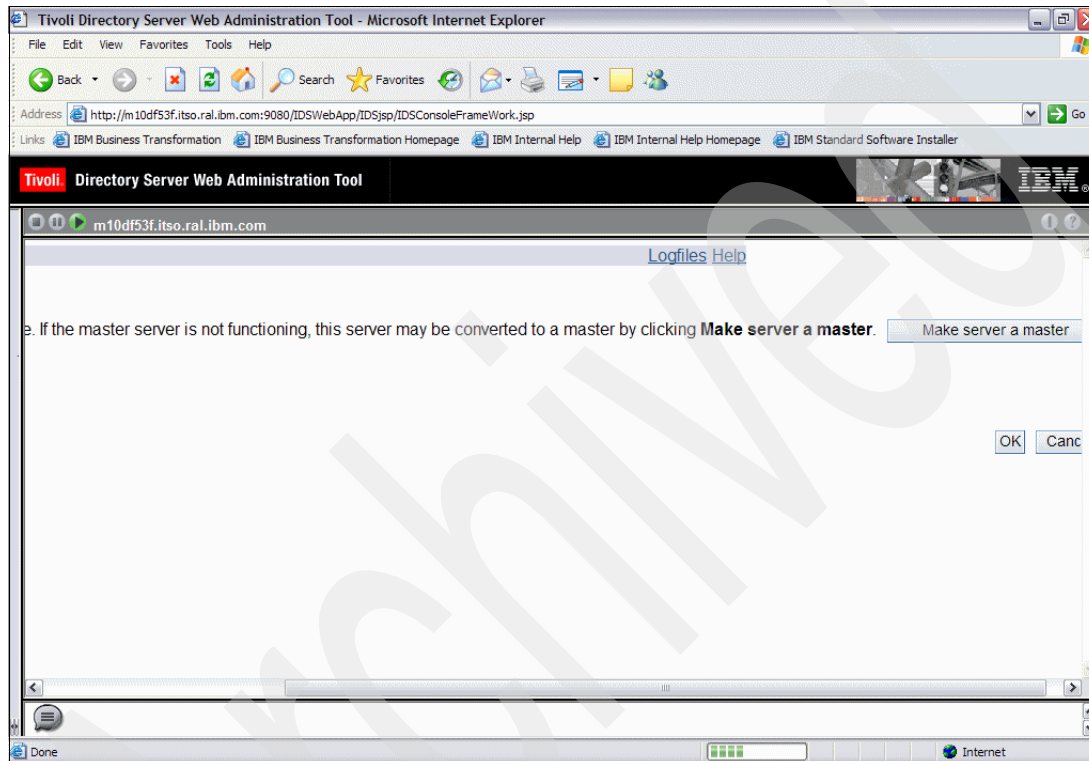 Tivoli Directory Server Web Administration Tool - Microsoft Internet Explorer
File Edit View Favorites Tools Help
Back Search Favorites
Address http://m10df53f.itso.ral.ibm.com:9080/IDSWebApp/IDSjsp/IDSConsoleFrameWork.jsp Go
Links IBM Business Transformation IBM Business Transformation Homepage IBM Internal Help IBM Internal Help Homepage IBM Standard Software Installer
Tivoli. Directory Server Web Administration Tool IBM®
m10df53f.itso.ral.ibm.com
Logfiles Help
e. If the master server is not functioning, this server may be converted to a master by clicking Make server a master. Make server a master
OK Canc
Done Internet
Archived